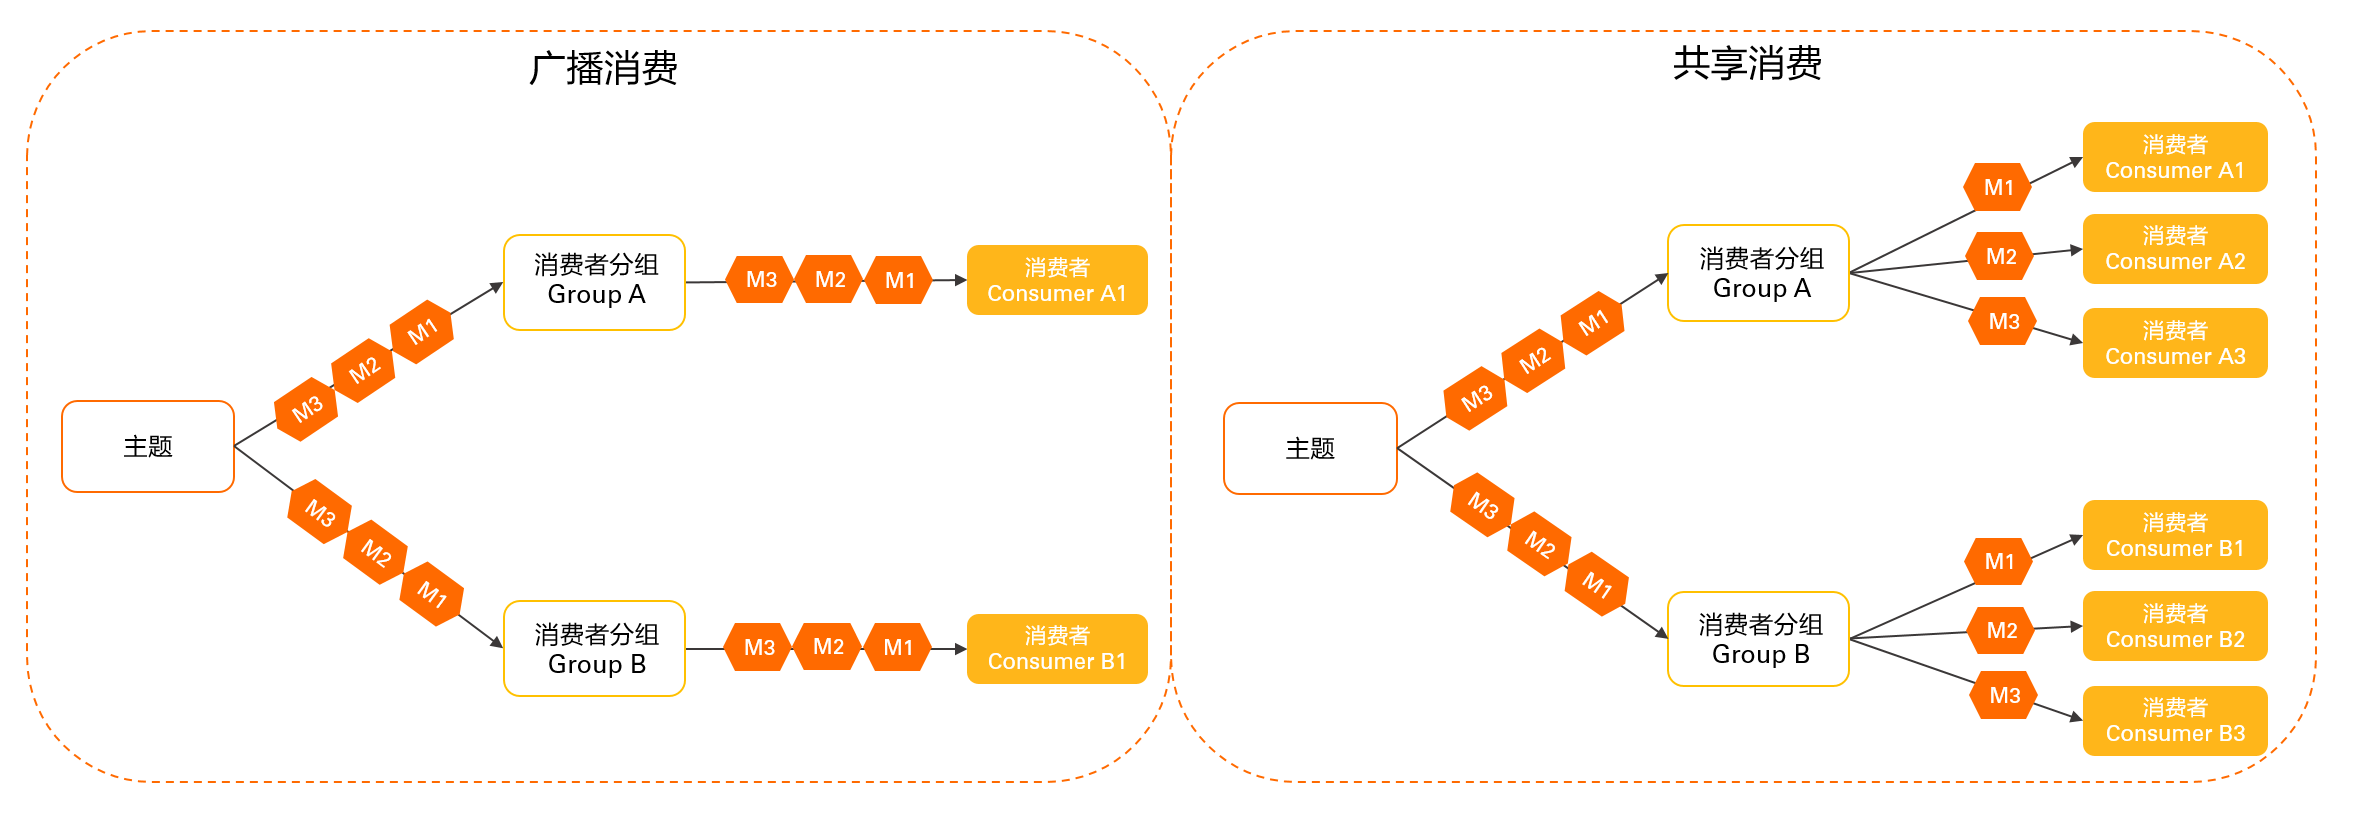 广播消费
主题
M3
M2
M1
消费者分组
Group A
M3
M2
M1
消费者
Consumer A1
M3
M2
M1
消费者分组
Group B
M3
M2
M1
消费者
Consumer B1
共享消费
主题
M3
M2
M1
消费者分组
Group A
M1
消费者
Consumer A1
M2
消费者
Consumer A2
M3
消费者
Consumer A3
M3
M2
M1
消费者分组
Group B
M1
消费者
Consumer B1
M2
消费者
Consumer B2
M3
消费者
Consumer B3